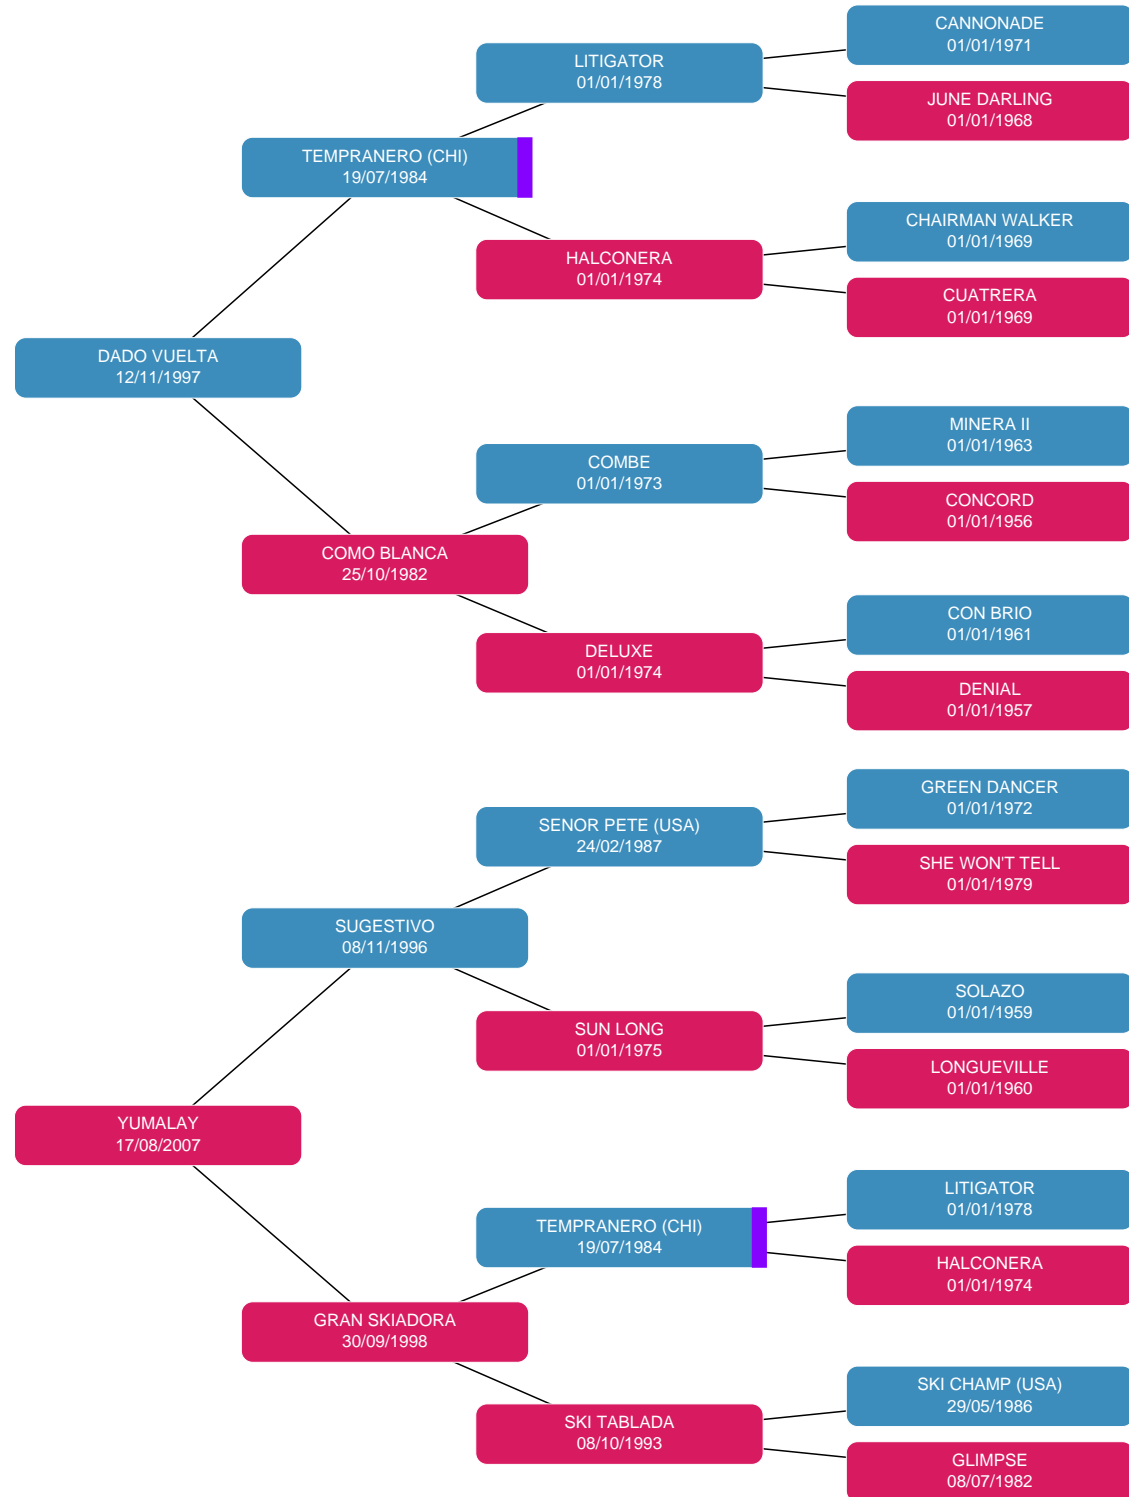 CANNONADE
01/01/1971
LITIGATOR
01/01/1978
JUNE DARLING
01/01/1968
TEMPRANERO (CHI)
19/07/1984
CHAIRMAN WALKER
01/01/1969
HALCONERA
01/01/1974
CUATRERA
01/01/1969
DADO VUELTA
12/11/1997
MINERA II
01/01/1963
COMBE
01/01/1973
CONCORD
01/01/1956
COMO BLANCA
25/10/1982
CON BRIO
01/01/1961
DELUXE
01/01/1974
DENIAL
01/01/1957
GREEN DANCER
01/01/1972
SENOR PETE (USA)
24/02/1987
SHE WON'T TELL
01/01/1979
SUGESTIVO
08/11/1996
SOLAZO
01/01/1959
SUN LONG
01/01/1975
LONGUEVILLE
01/01/1960
YUMALAY
17/08/2007
LITIGATOR
01/01/1978
TEMPRANERO (CHI)
19/07/1984
HALCONERA
01/01/1974
GRAN SKIADORA
30/09/1998
SKI CHAMP (USA)
29/05/1986
SKI TABLADA
08/10/1993
GLIMPSE
08/07/1982